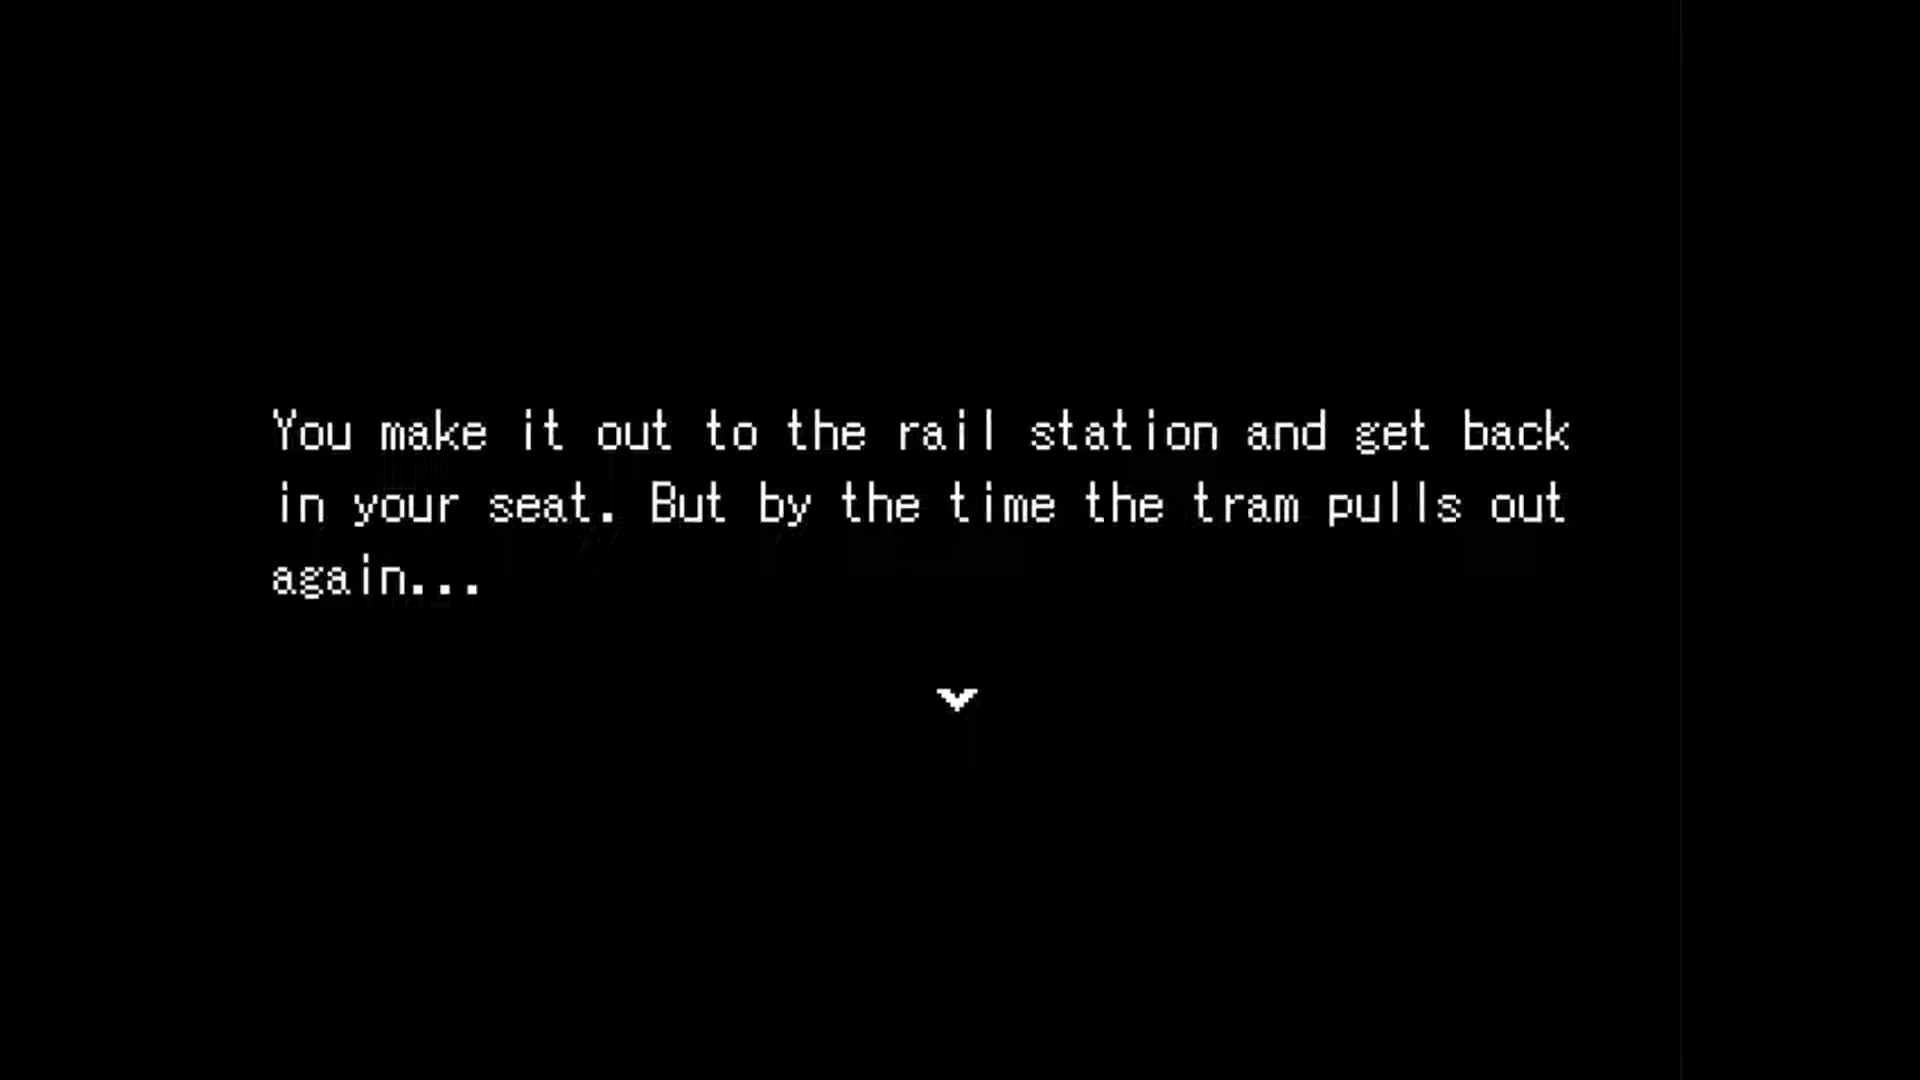 You make it out to the rail station and get back
in your seat. But by the time the tram pulls out
again...